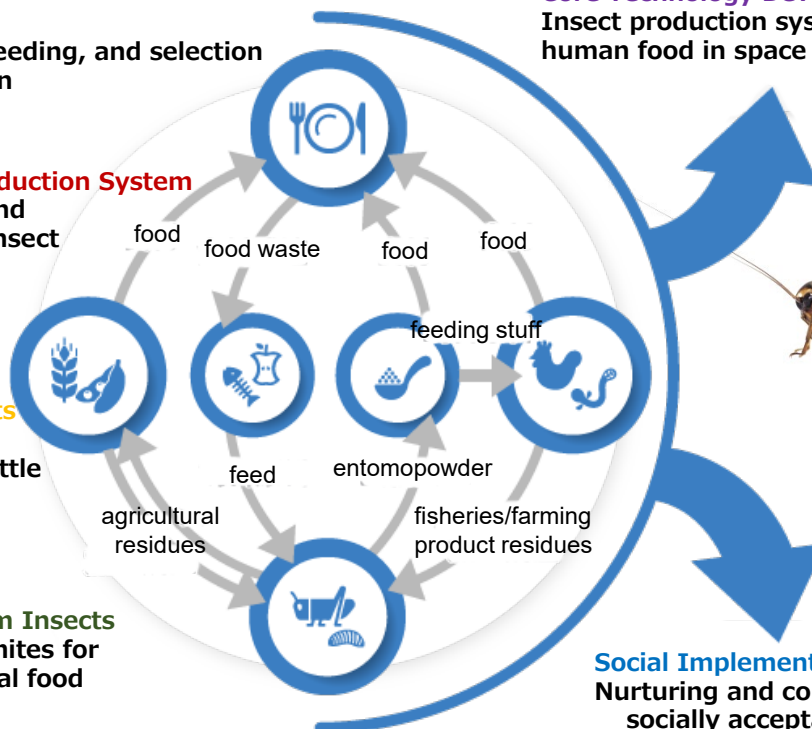 eeding, and selection
n
Insect production sys
human food in space
duction System
nd
nsect
food
food waste
food
food
feeding stuff
ts
ttle
feed
entomopowder
agricultural
residues
fisheries/farming
product residues
m Insects
nites for
al food
Social Implement
Nurturing and co
socially accepta